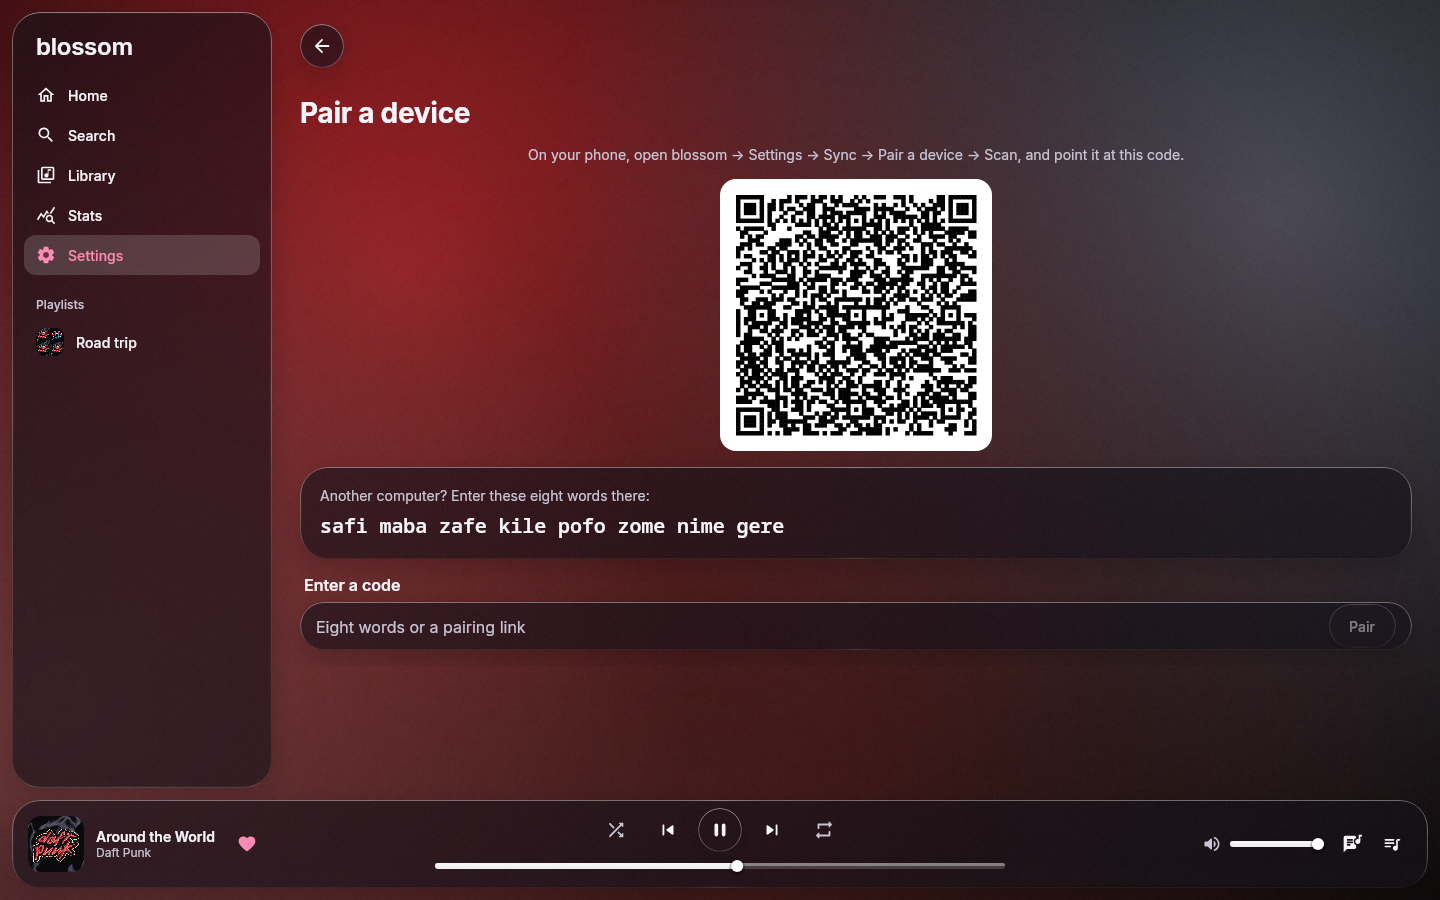 blossom
Home
Search
Library
Stats
Settings
Playlists
Road trip
Pair a device
On your phone, open blossom → Settings → Sync → Pair a device → Scan, and point it at this code.
Another computer? Enter these eight words there:
safi maba zafe kile pofo zome nime gere
Enter a code
Eight words or a pairing link
Pair
daft punk
Around the World
Daft Punk